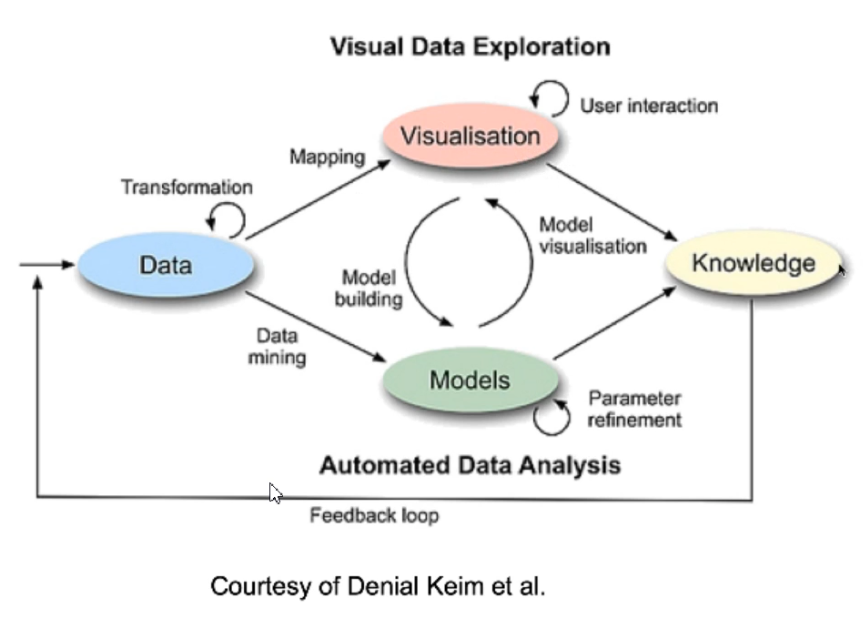 Visual Data Exploration
User interaction
Visualisation
Mapping
Transformation
Model
visualisation
Data
Knowledge
Model
building
Data
mining
Models
Parameter
refinement
Automated Data Analysis
Feedback loop
Courtesy of Denial Keim et al.